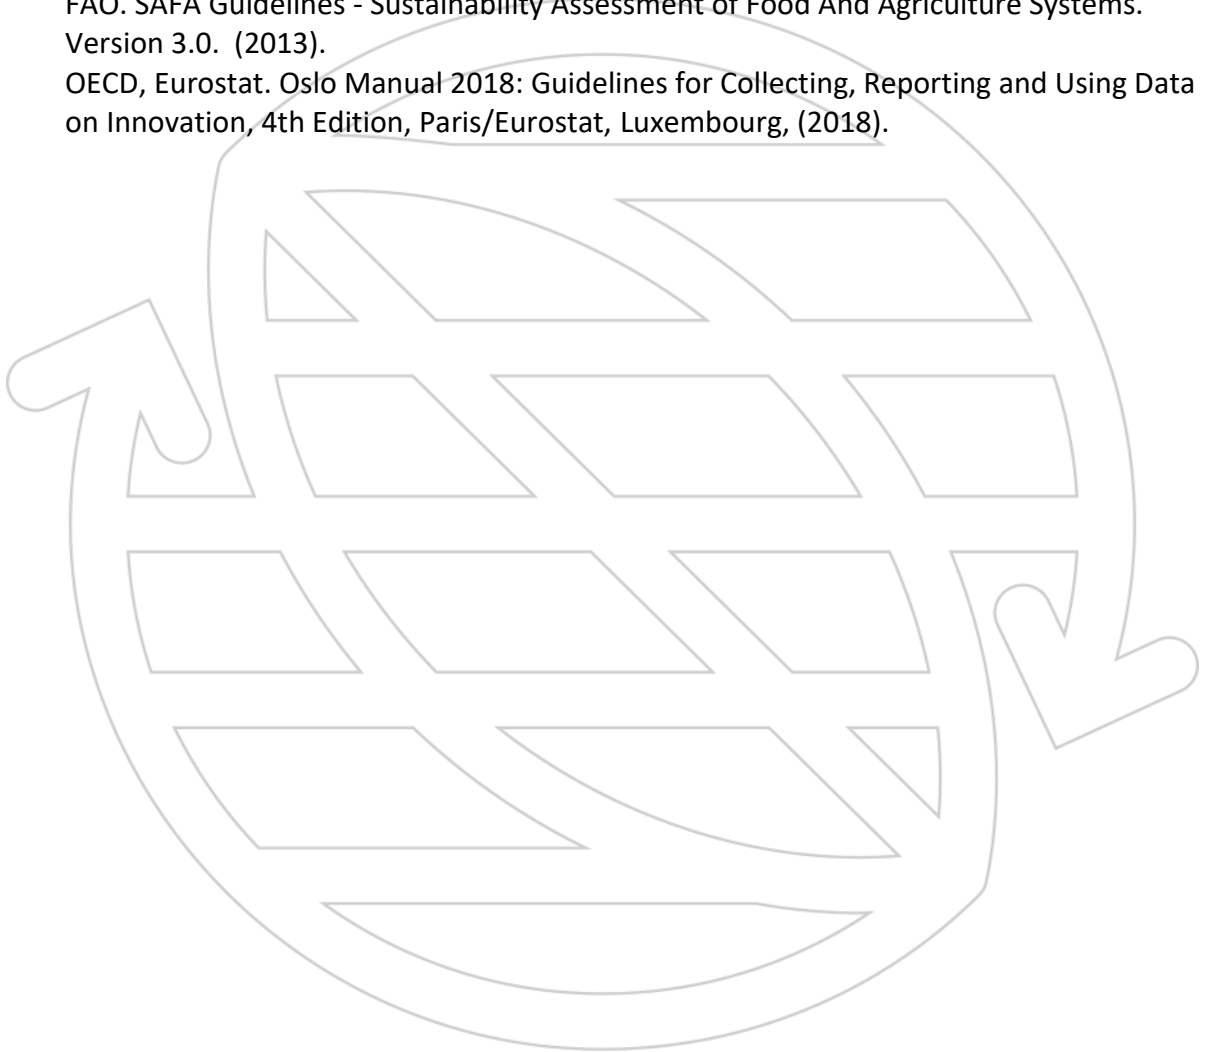 FAO. SAFA Guidelines - Sustainability Assessment of Food And Agriculture Systems.
Version 3.0.  (2013).
OECD, Eurostat. Oslo Manual 2018: Guidelines for Collecting, Reporting and Using Data
on Innovation, 4th Edition, Paris/Eurostat, Luxembourg, (2018).